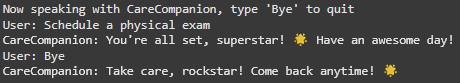 Now speaking with CareCompanion, type 'Bye' to quit
User: Schedule a physical exam
CareCompanion: You're all set, superstar! 🌟 Have an awesome day!
User: Bye
CareCompanion: Take care, rockstar! Come back anytime! 🌟